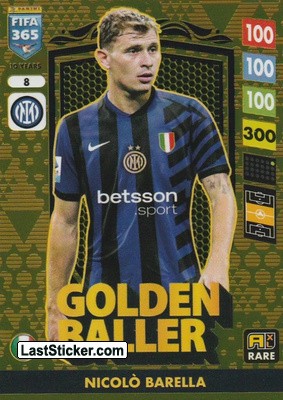 PANINI
FIFA
365
8
100
100
100
300
betsson
.sport
GOLDEN
BALLER
LastSticker.com
RARE
NICOLÒ BARELLA